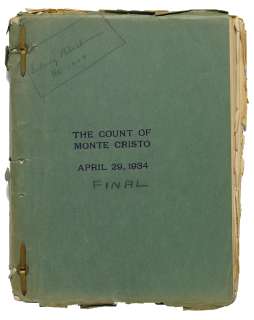 THE COUNT OF
MONTE CRISTO
APRIL 29, 1934
FINAL